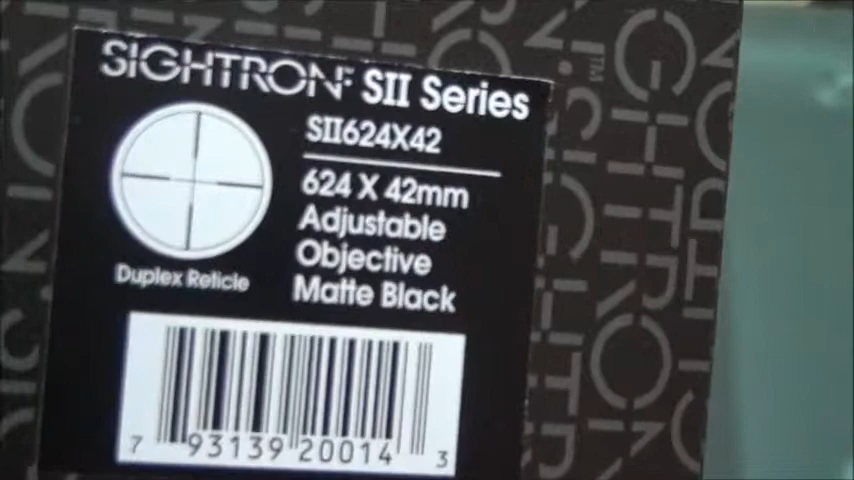 SIGHTRON SII Series
SII624X42
624 X 42mm
Adjustable
Objective
Matte Black
Duplex Reticle
7 93139 20014 3